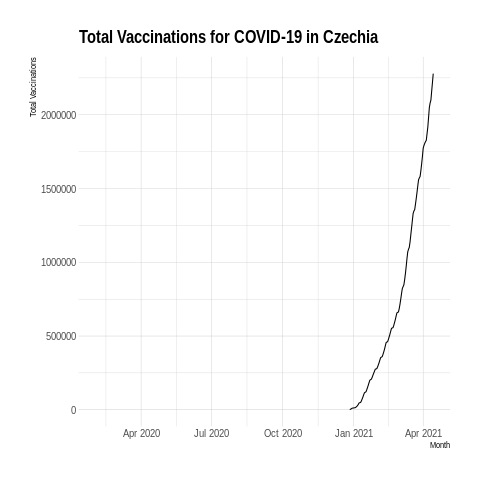 Total Vaccinations for COVID-19 in Czechia
Total Vaccinations
2000000
1500000
1000000
500000
0
Apr 2020 Jul 2020 Oct 2020 Jan 2021 Apr 2021
Month